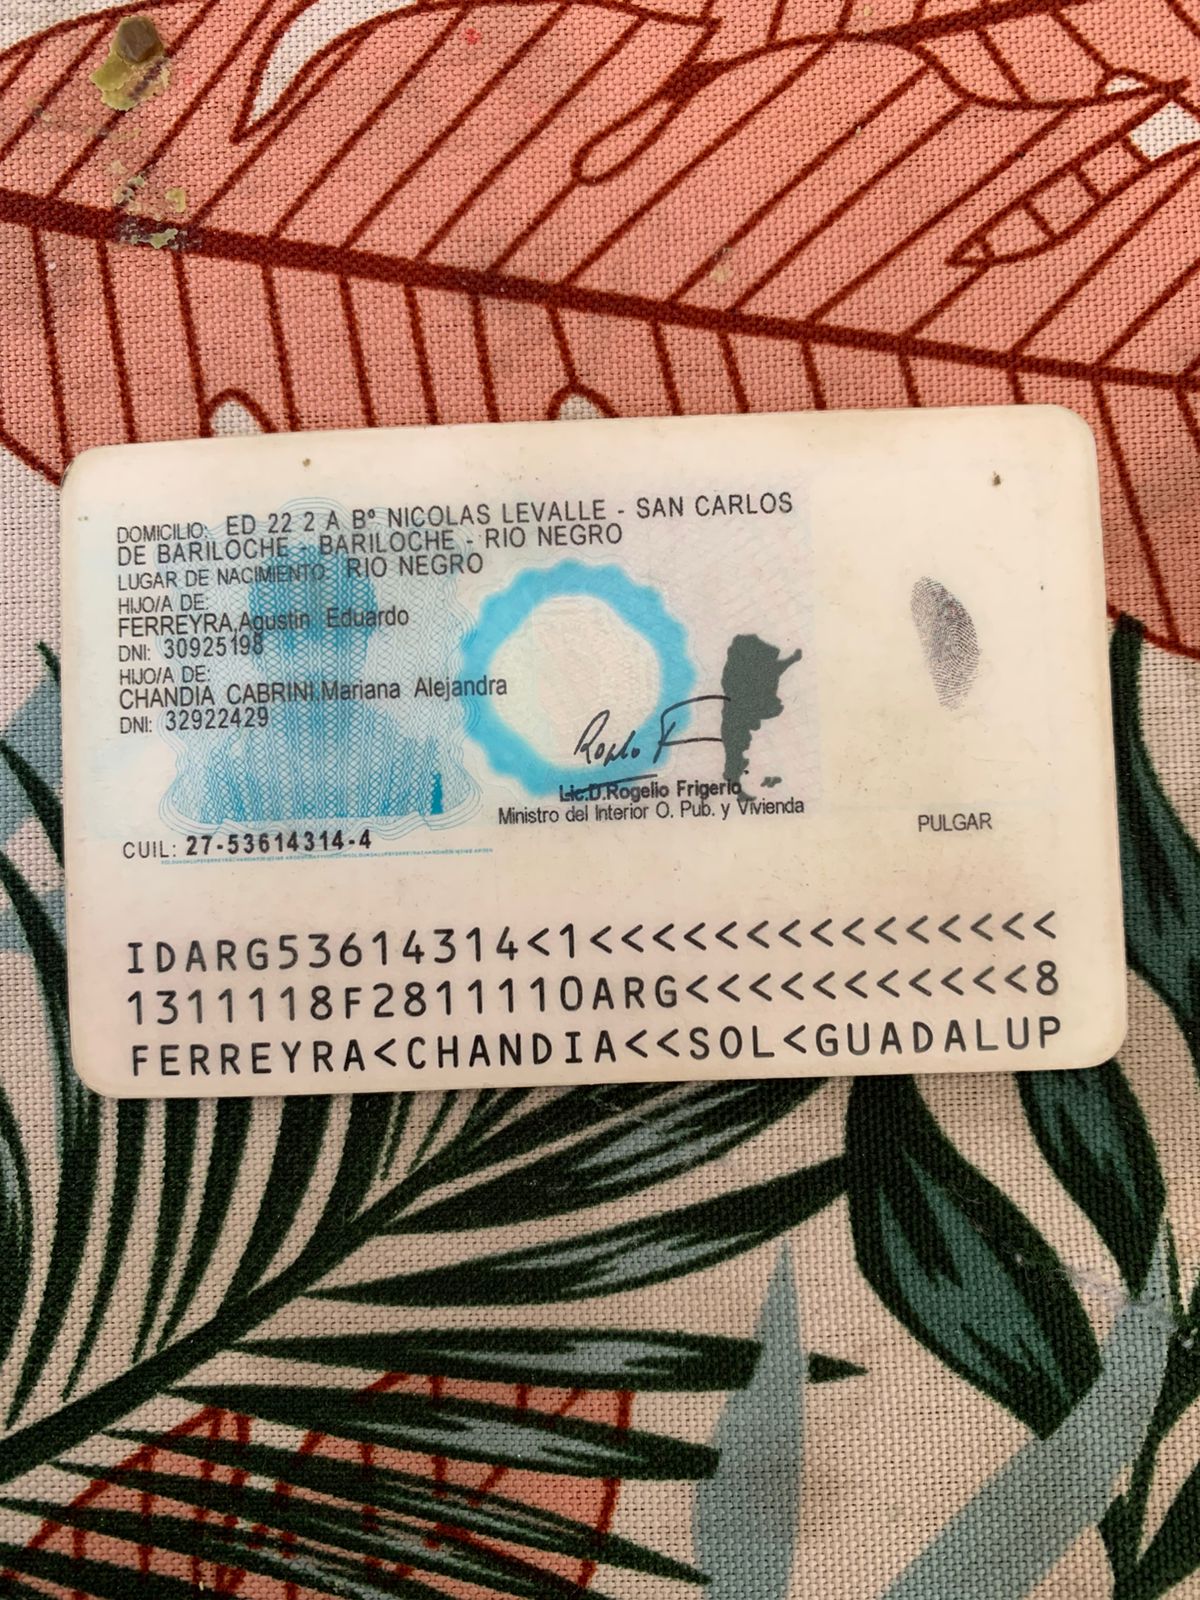 DOMICILIO: ED 22 2 A Bº NICOLAS LEVALLE - SAN CARLOS
DE BARILOCHE - BARILOCHE - RIO NEGRO
LUGAR DE NACIMIENTO: RIO NEGRO
HIJO/A DE:
FERREYRA,Agustin Eduardo
DNI: 30925198
HIJO/A DE:
CHANDIA CABRINI,Mariana Alejandra
DNI: 32922429
Lic.D.Rogelio Frigerio
Ministro del Interior O. Pub. y Vivienda
PULGAR
CUIL: 27-53614314-4
IDARG53614314<1<<<<<<<<<<<<<<<
1311118F2811110ARG<<<<<<<<<<<8
FERREYRA<CHANDIA<<SOL<GUADALUP